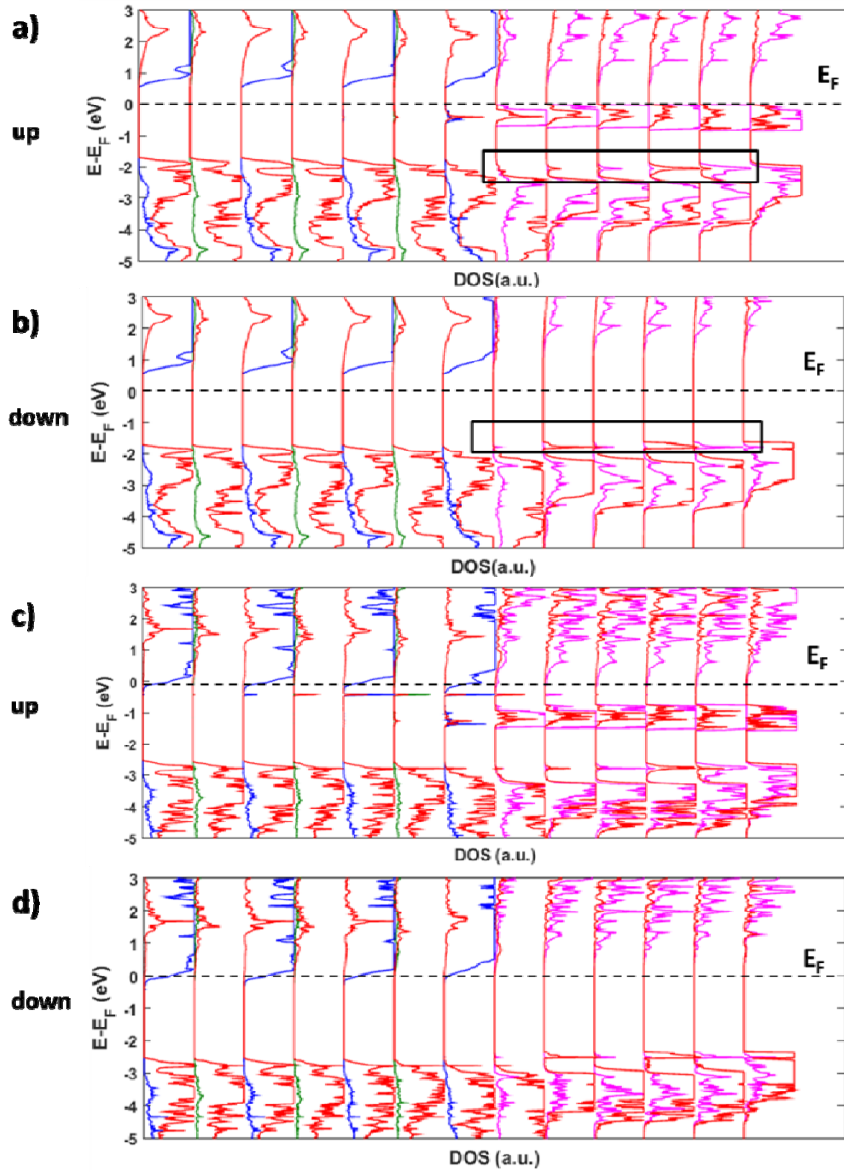 a)
up
E-E_F (eV)
3
2
1
0
-1
-2
-3
-4
-5
E_F
DOS(a.u.)
b)
down
E-E_F (eV)
3
2
1
0
-1
-2
-3
-4
-5
E_F
DOS(a.u.)
c)
up
E-E_F (eV)
3
2
1
0
-1
-2
-3
-4
-5
E_F
DOS (a.u.)
d)
down
E-E_F (eV)
3
2
1
0
-1
-2
-3
-4
-5
E_F
DOS (a.u.)